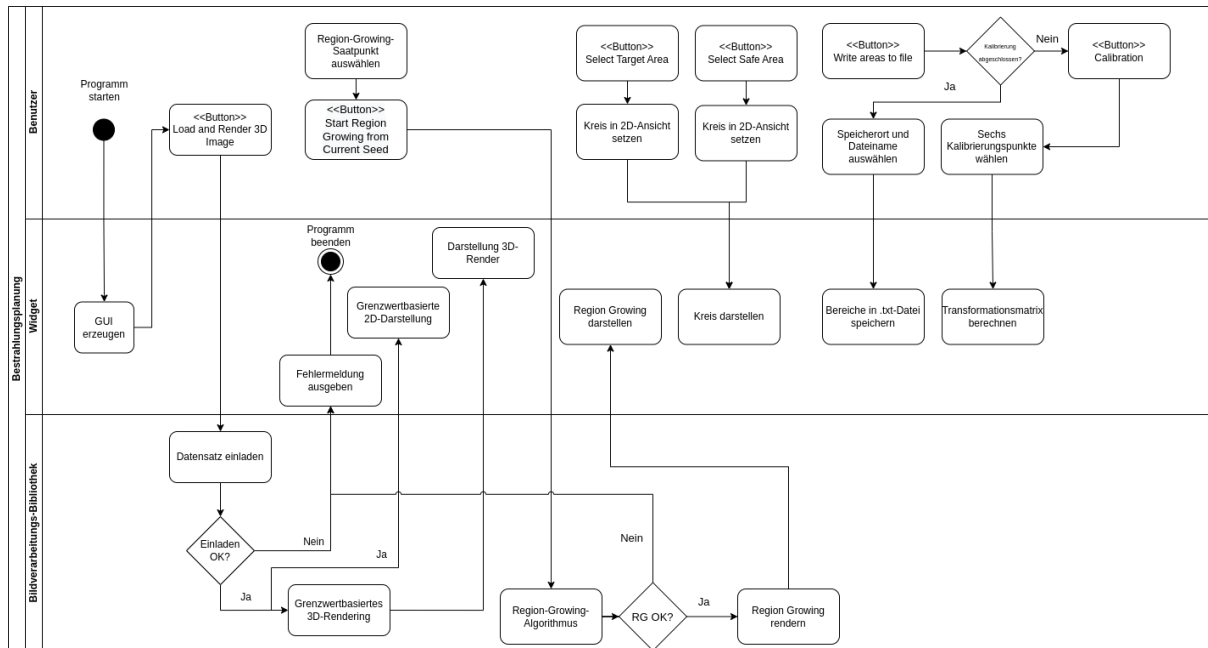 Bestrahlungsplanung
Benutzer
Programm
starten
<<Button>>
Load and Render 3D
Image
Region-Growing-
Saatpunkt
auswählen
<<Button>>
Start Region
Growing from
Current Seed
<<Button>>
Select Target Area
<<Button>>
Select Safe Area
Kreis in 2D-Ansicht
setzen
Kreis in 2D-Ansicht
setzen
<<Button>>
Write areas to file
Kalibrierung
abgeschlossen?
Nein
<<Button>>
Calibration
Ja
Speicherort und
Dateiname
auswählen
Sechs
Kalibrierungspunkte
wählen
Widget
GUI
erzeugen
Programm
beenden
Darstellung 3D-
Render
Grenzwertbasierte
2D-Darstellung
Fehlermeldung
ausgeben
Region Growing
darstellen
Kreis darstellen
Bereiche in .txt-Datei
speichern
Transformationsmatrix
berechnen
Bildverarbeitungs-Bibliothek
Datensatz einladen
Einladen
OK?
Nein
Ja
Ja
Grenzwertbasiertes
3D-Rendering
Region-Growing-
Algorithmus
RG OK?
Nein
Ja
Region Growing
rendern